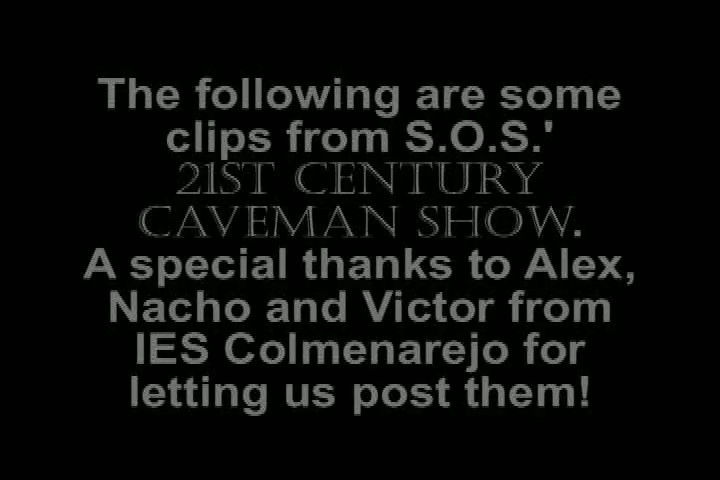 The following are some
clips from S.O.S.'
21ST CENTURY
CAVEMAN SHOW.
A special thanks to Alex,
Nacho and Victor from
IES Colmenarejo for
letting us post them!